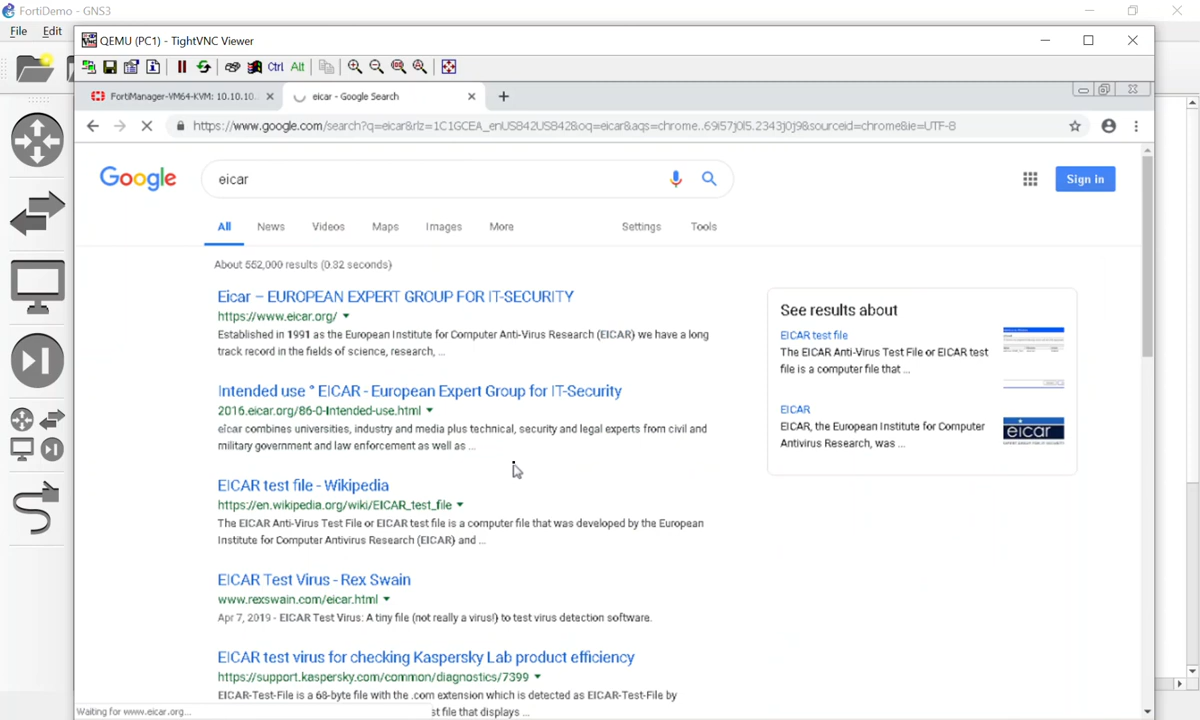 FortiDemo - GNS3
File Edit
QEMU (PC1) - TightVNC Viewer
Ctrl Alt
FortiManager-VM64-KVM: 10.10.10..
eicar - Google Search
https://www.google.com/search?q=eicar&rlz=1C1GCEA_enUS842US842&oq=eicar&aqs=chrome..69i57j0l5.2343j0j9&sourceid=chrome&ie=UTF-8
Google
eicar
Sign in
All News Videos Maps Images More Settings Tools
About 552,000 results (0.32 seconds)
Eicar – EUROPEAN EXPERT GROUP FOR IT-SECURITY
https://www.eicar.org/
Established in 1991 as the European Institute for Computer Anti-Virus Research (EICAR) we have a long
track record in the fields of science, research, ...
Intended use ° EICAR - European Expert Group for IT-Security
2016.eicar.org/86-0-Intended-use.html
eicar combines universities, industry and media plus technical, security and legal experts from civil and
military government and law enforcement as well as ...
EICAR test file - Wikipedia
https://en.wikipedia.org/wiki/EICAR_test_file
The EICAR Anti-Virus Test File or EICAR test file is a computer file that was developed by the European
Institute for Computer Antivirus Research (EICAR) and ...
EICAR Test Virus - Rex Swain
www.rexswain.com/eicar.html
Apr 7, 2019 - EICAR Test Virus: A tiny file (not really a virus!) to test virus detection software.
EICAR test virus for checking Kaspersky Lab product efficiency
https://support.kaspersky.com/common/diagnostics/7399
EICAR-Test-File is a 68-byte file with the .com extension which is detected as EICAR-Test-File by
st file that displays ...
See results about
EICAR test file
The EICAR Anti-Virus Test File or EICAR test
file is a computer file that ...
EICAR
EICAR, the European Institute for Computer
Antivirus Research, was ...
eicar
Waiting for www.eicar.org...